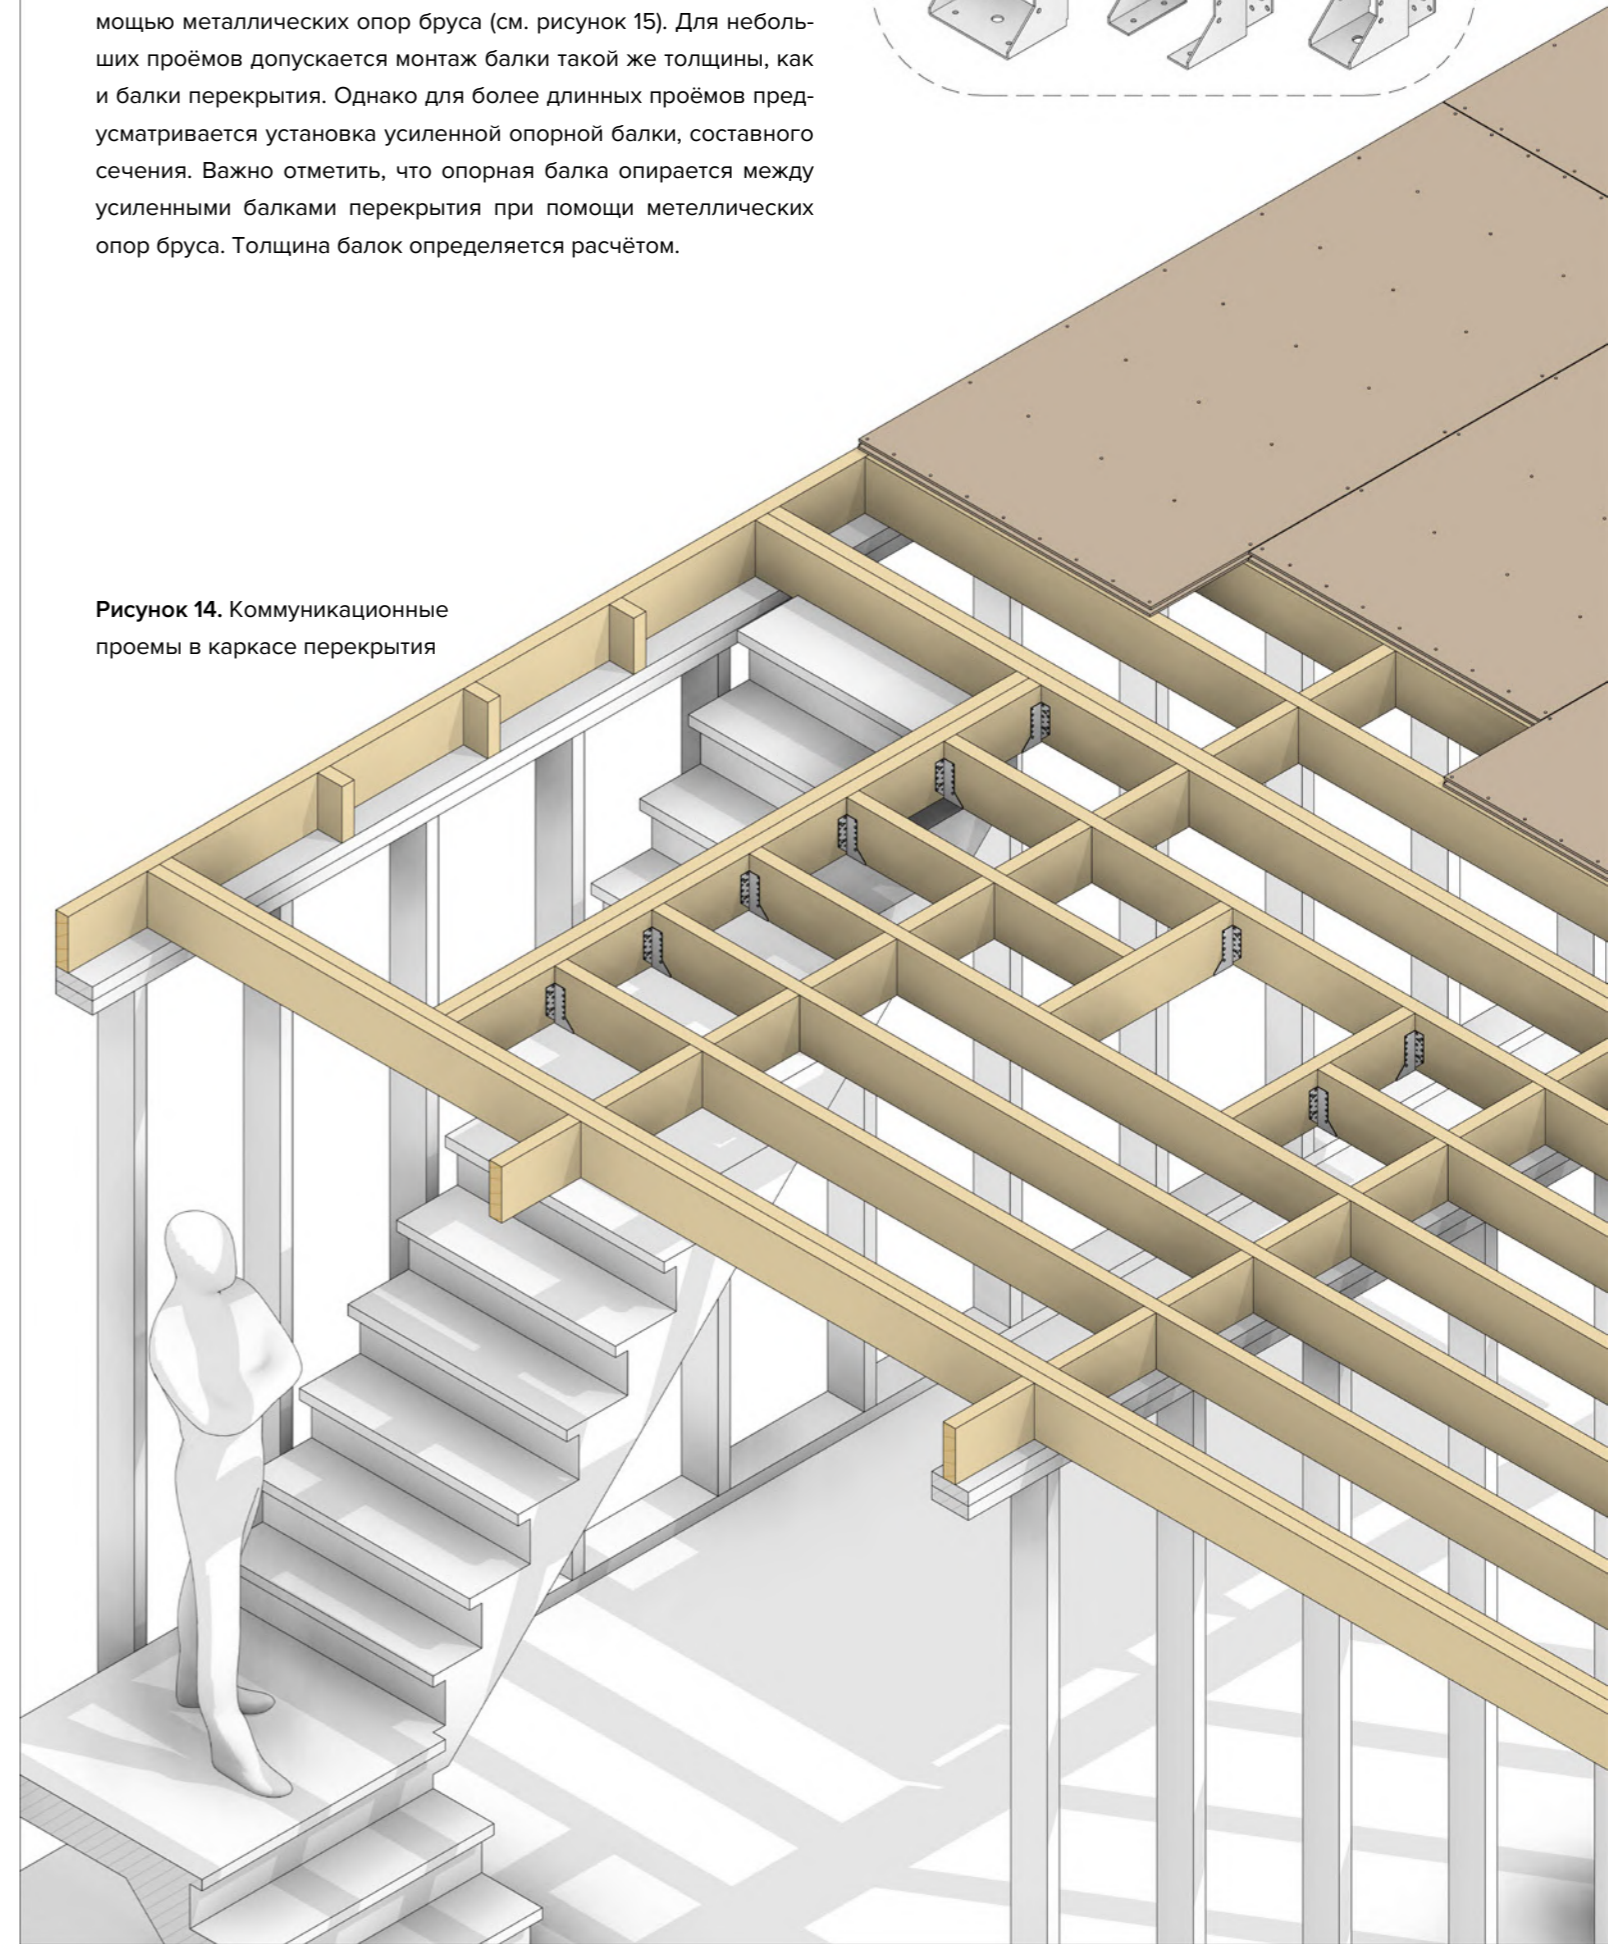 мощью металлических опор бруса (см. рисунок 15). Для неболь-
ших проёмов допускается монтаж балки такой же толщины, как
и балки перекрытия. Однако для более длинных проёмов пред-
усматривается установка усиленной опорной балки, составного
сечения. Важно отметить, что опорная балка опирается между
усиленными балками перекрытия при помощи метеллических
опор бруса. Толщина балок определяется расчётом.
Рисунок 14. Коммуникационные
проемы в каркасе перекрытия